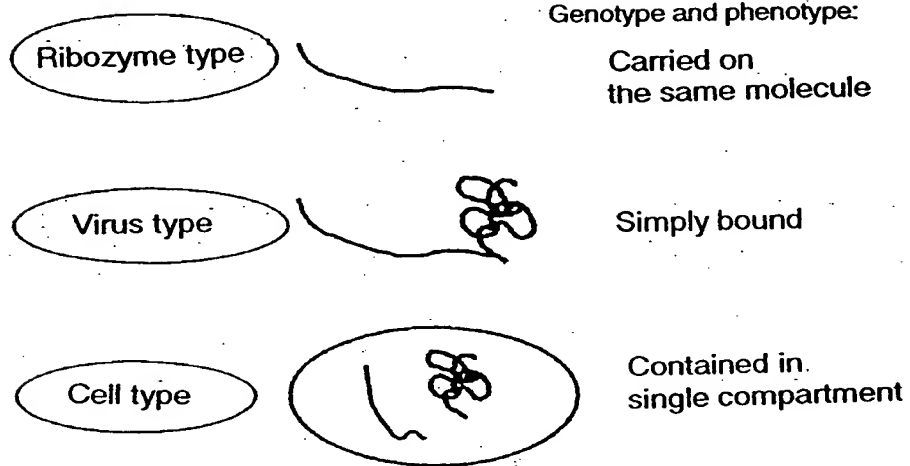 Genotype and phenotype:
Ribozyme type
Carried on
the same molecule
Virus type
Simply bound
Cell type
Contained in.
single compartment